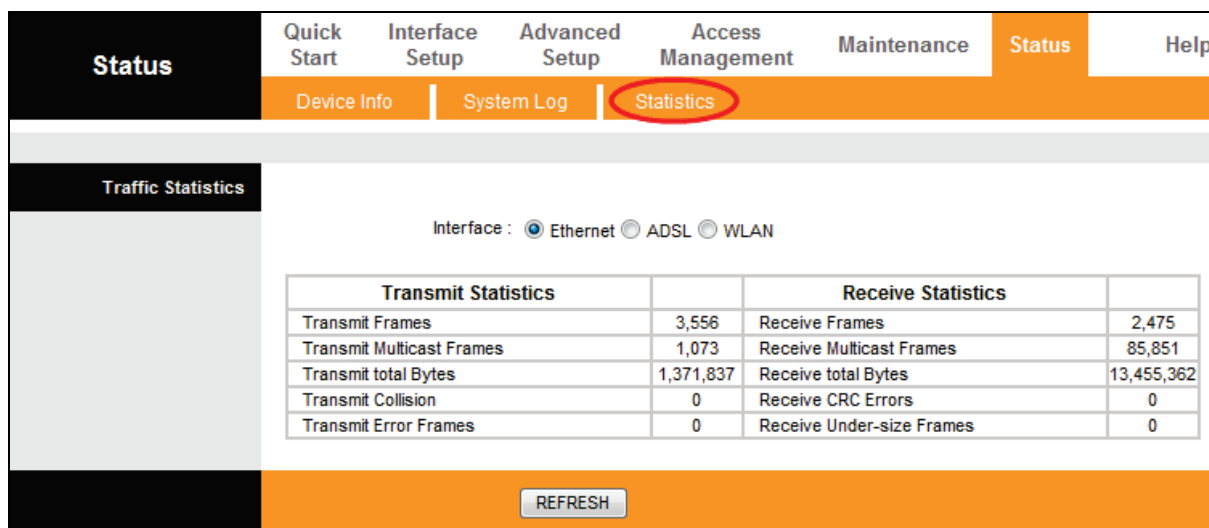 Status
Quick Start
Interface Setup
Advanced Setup
Access Management
Maintenance
Status
Help
Device Info
System Log
Statistics
Traffic Statistics
Interface : Ethernet ADSL WLAN
Transmit Statistics Receive Statistics
Transmit Frames 3,556 Receive Frames 2,475
Transmit Multicast Frames 1,073 Receive Multicast Frames 85,851
Transmit total Bytes 1,371,837 Receive total Bytes 13,455,362
Transmit Collision 0 Receive CRC Errors 0
Transmit Error Frames 0 Receive Under-size Frames 0
REFRESH